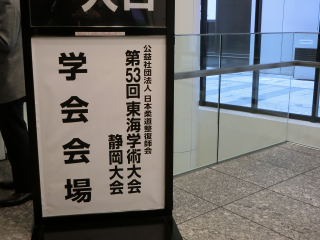 入口
公益社団法人 日本柔道整復師会
第53回 東海学術大会
静岡大会
学会会場